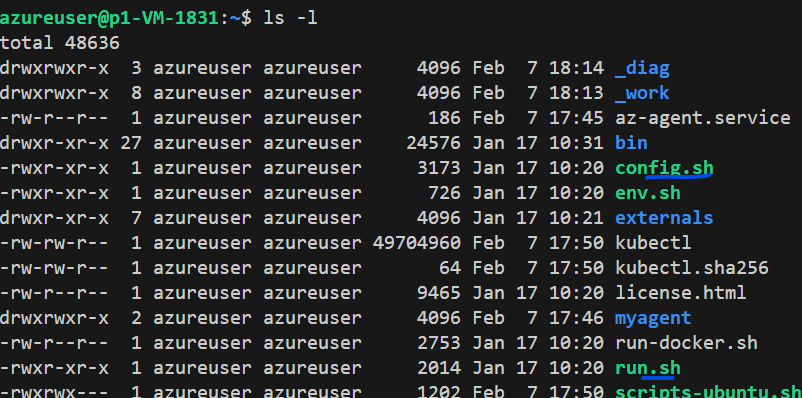 azureuser@p1-VM-1831:~$ ls -l
total 48636
drwxrwxr-x  3 azureuser azureuser     4096 Feb  7 18:14 _diag
drwxrwxr-x  8 azureuser azureuser     4096 Feb  7 18:13 _work
-rw-r--r--  1 azureuser azureuser      186 Feb  7 17:45 az-agent.service
drwxr-xr-x 27 azureuser azureuser    24576 Jan 17 10:31 bin
-rwxr-xr-x  1 azureuser azureuser     3173 Jan 17 10:20 config.sh
-rwxr-xr-x  1 azureuser azureuser      726 Jan 17 10:20 env.sh
drwxr-xr-x  7 azureuser azureuser     4096 Jan 17 10:21 externals
-rw-rw-r--  1 azureuser azureuser 49704960 Feb  7 17:50 kubectl
-rw-rw-r--  1 azureuser azureuser       64 Feb  7 17:50 kubectl.sha256
-rw-r--r--  1 azureuser azureuser     9465 Jan 17 10:20 license.html
drwxrwxr-x  2 azureuser azureuser     4096 Feb  7 17:46 myagent
-rw-r--r--  1 azureuser azureuser     2753 Jan 17 10:20 run-docker.sh
-rwxr-xr-x  1 azureuser azureuser     2014 Jan 17 10:20 run.sh
-rwxrwx---  1 azureuser azureuser     1202 Feb  7 17:50 scripts-ubuntu.sh